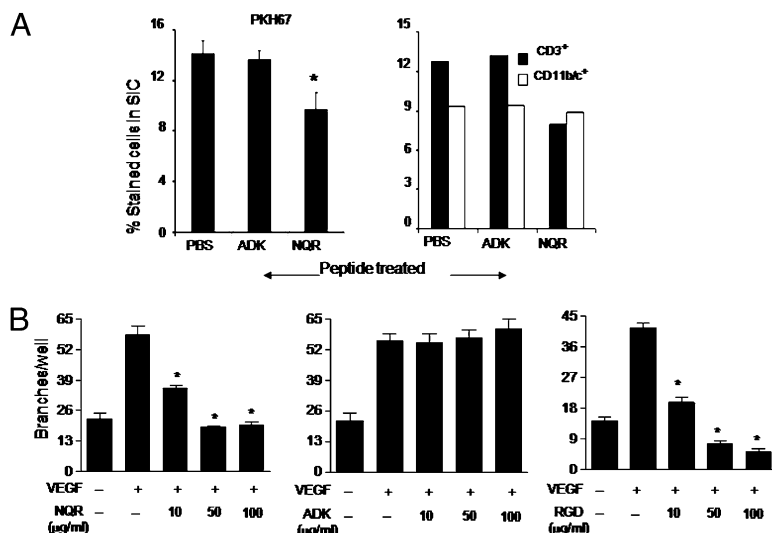 A
PKH67
% Stained cells in SIC
16
12
8
4
0
PBS ADK NQR
*
15
12
9
6
3
0
CD3+
CD11b/c+
PBS ADK NQR
Peptide treated
B
Branches/well
65
52
39
26
13
0
* * *
VEGF – + + + +
NQR – – 10 50 100
(µg/ml)
65
52
39
26
13
0
VEGF – + + + +
ADK – – 10 50 100
(µg/ml)
45
36
27
18
9
0
* * *
VEGF – + + + +
RGD – – 10 50 100
(µg/ml)